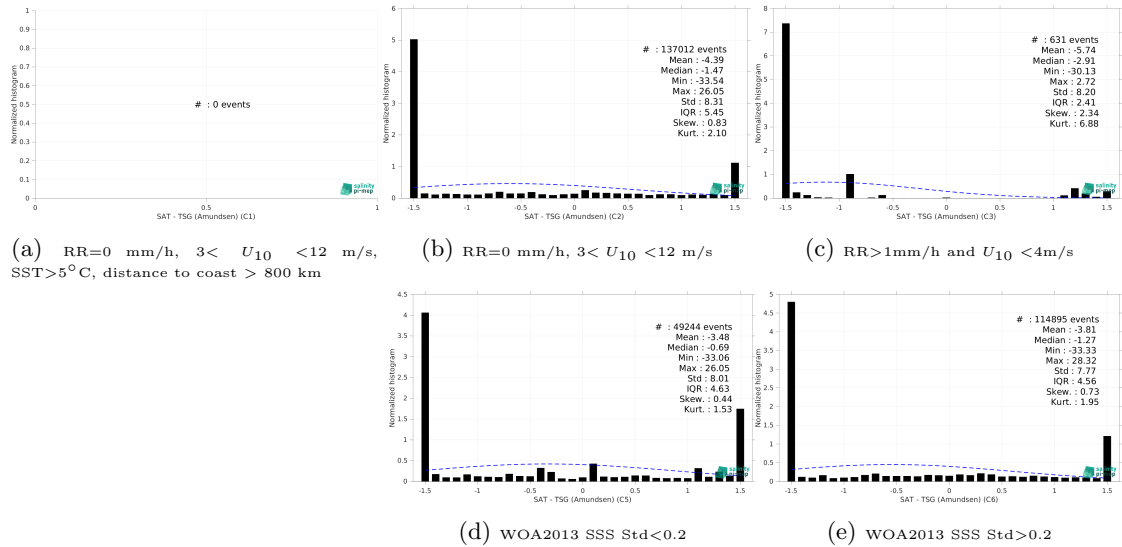 1
0.9
0.8
0.7
0.6
0.5
0.4
0.3
0.2
0.1
0
Normalized histogram
# : 0 events
salinity
pi-mep
0
0.5
1
SAT - TSG (Amundsen) (C1)
(a) RR=0 mm/h, 3< U10 <12 m/s,
SST>5°C, distance to coast > 800 km
6
5
4
3
2
1
0
Normalized histogram
# : 137012 events
Mean : -4.39
Median : -1.47
Min : -33.54
Max : 26.05
Std : 8.31
IQR : 5.45
Skew. : 0.83
Kurt. : 2.10
salinity
pi-mep
-1.5 -1 -0.5 0 0.5 1 1.5
SAT - TSG (Amundsen) (C2)
(b) RR=0 mm/h, 3< U10 <12 m/s
8
7
6
5
4
3
2
1
0
Normalized histogram
# : 631 events
Mean : -5.74
Median : -2.91
Min : -30.13
Max : 2.72
Std : 8.20
IQR : 2.41
Skew. : 2.34
Kurt. : 6.88
salinity
pi-mep
-1.5 -1 -0.5 0 0.5 1 1.5
SAT - TSG (Amundsen) (C3)
(c) RR>1mm/h and U10 <4m/s
4.5
4
3.5
3
2.5
2
1.5
1
0.5
0
Normalized histogram
# : 49244 events
Mean : -3.48
Median : -0.69
Min : -33.06
Max : 26.05
Std : 8.01
IQR : 4.63
Skew. : 0.44
Kurt. : 1.53
salinity
pi-mep
-1.5 -1 -0.5 0 0.5 1 1.5
SAT - TSG (Amundsen) (C5)
(d) WOA2013 SSS Std<0.2
5
4.5
4
3.5
3
2.5
2
1.5
1
0.5
0
Normalized histogram
# : 114895 events
Mean : -3.81
Median : -1.27
Min : -33.33
Max : 28.32
Std : 7.77
IQR : 4.56
Skew. : 0.73
Kurt. : 1.95
salinity
pi-mep
-1.5 -1 -0.5 0 0.5 1 1.5
SAT - TSG (Amundsen) (C6)
(e) WOA2013 SSS Std>0.2